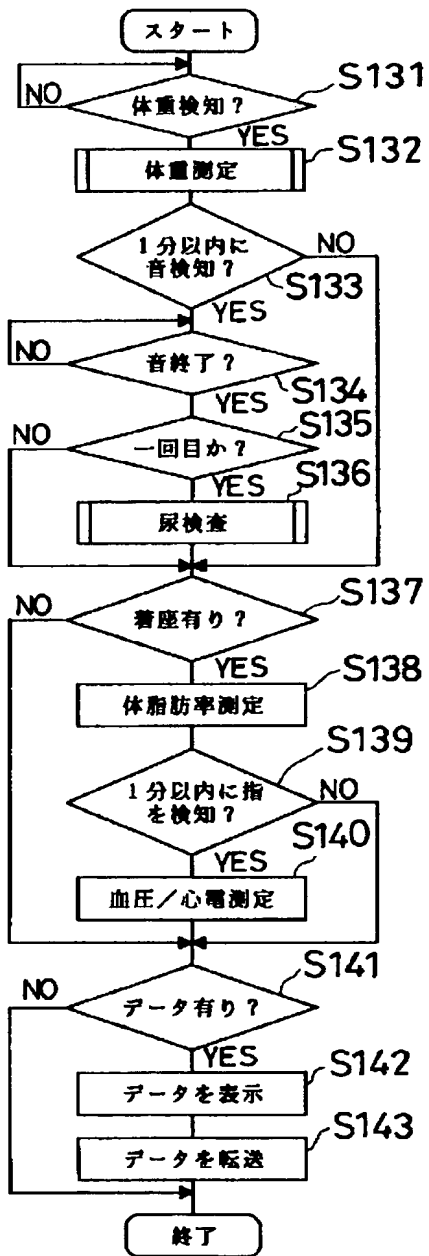 スタート
S131
NO
体重検知?
YES
S132
体重測定
1分以内に
音検知?
NO
S133
YES
NO
音終了?
S134
YES
S135
NO
一回目か?
YES
S136
尿検査
NO
S137
着座有り?
YES
S138
体脂肪率測定
S139
1分以内に指
を検知?
NO
YES
S140
血圧/心電測定
S141
NO
データ有り?
YES
S142
データを表示
S143
データを転送
終了